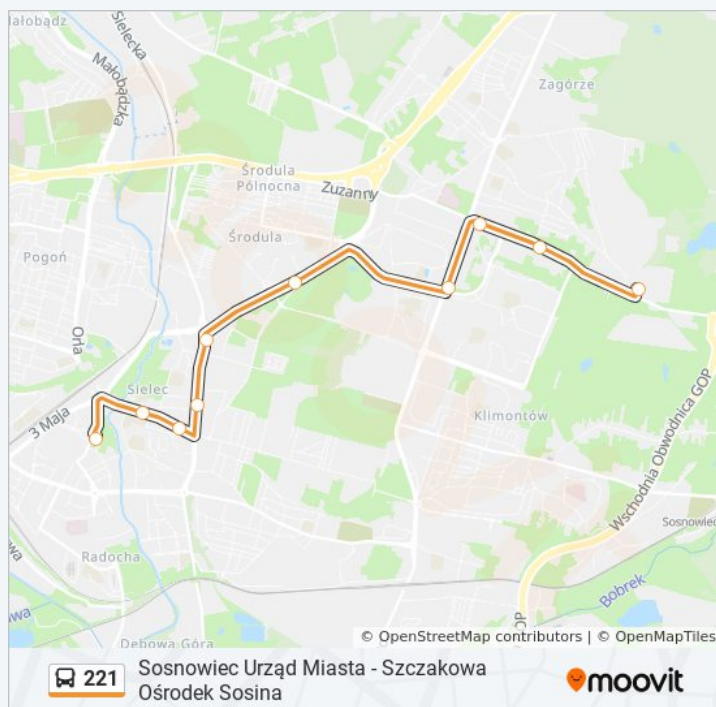 Małobądz
Sielecka
Małobądzka
Zagórze
Środula
Północna
Zuzanny
Środula
Pogoń
Orla
Sielec
3 Maja
Klimontów
Wschodnia Obwodnica GOP
Sosnowiec
Radocha
Bobrek
Dębowa Góra
© OpenStreetMap contributors | © OpenMapTiles
221
Sosnowiec Urząd Miasta - Szczakowa
Ośrodek Sosina
moovit